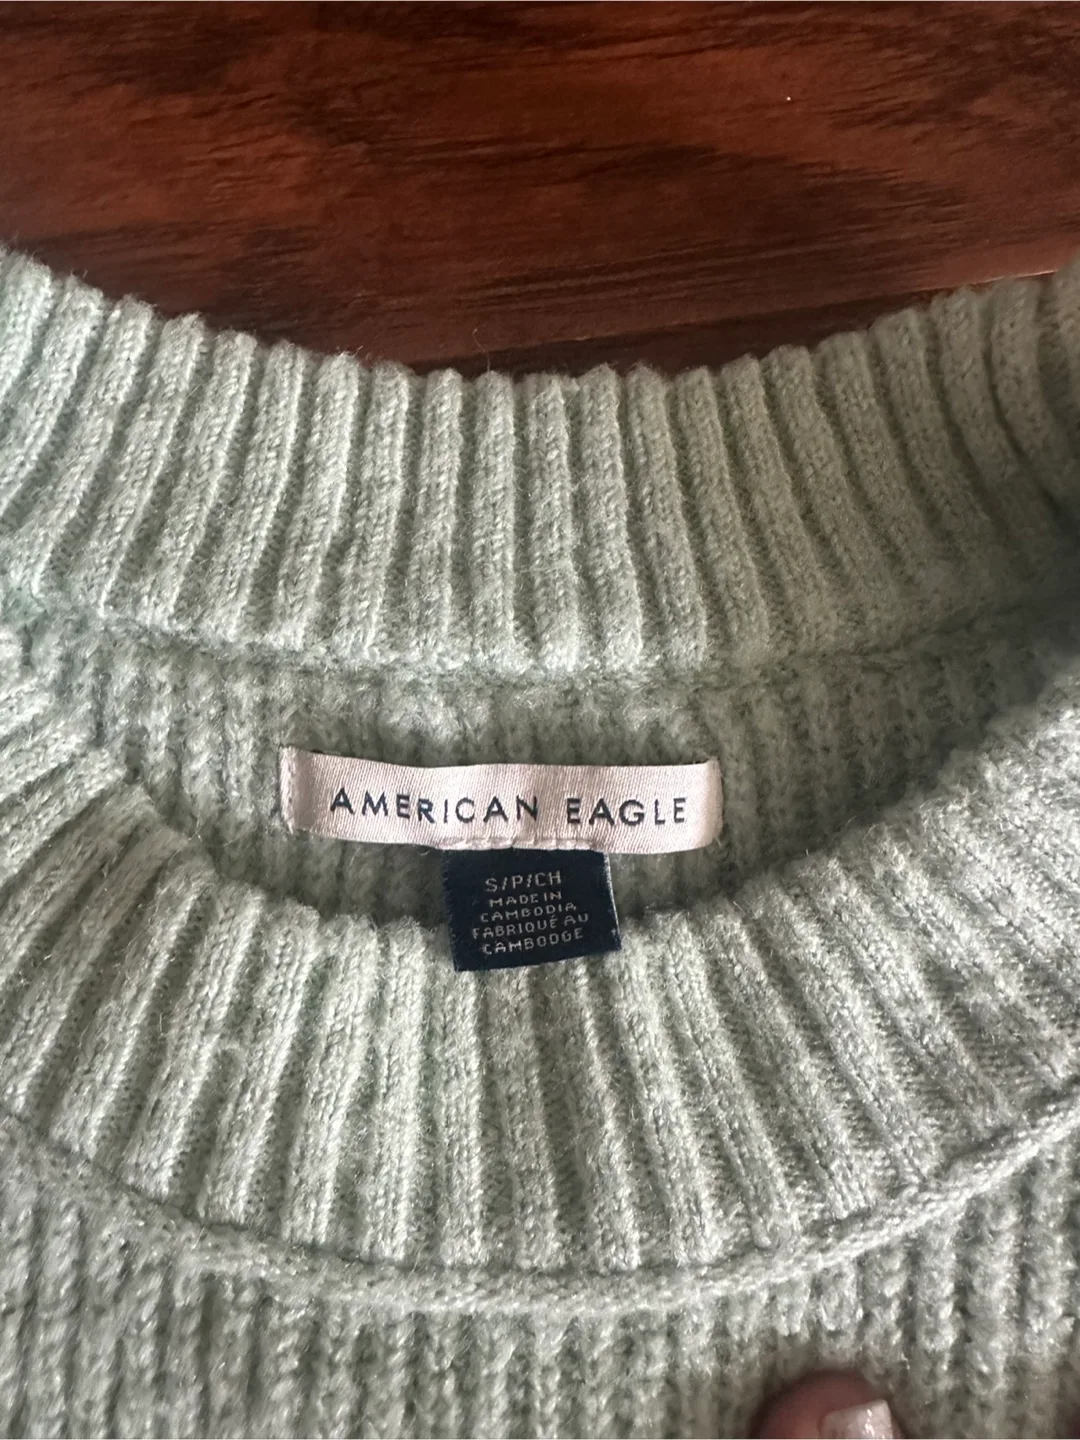 AMERICAN EAGLE
S/P/CH
MADE IN
CAMBODIA
FABRIQUÉ AU
CAMBODGE